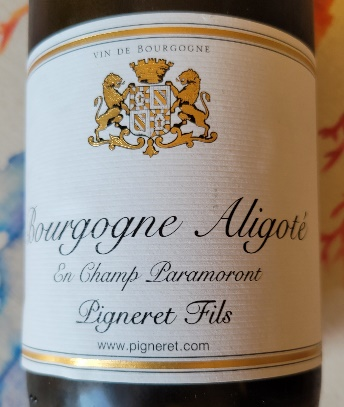 VIN DE BOURGOGNE
Bourgogne Aligoté
En Champ Paramoront
Pigneret Fils
www.pigneret.com